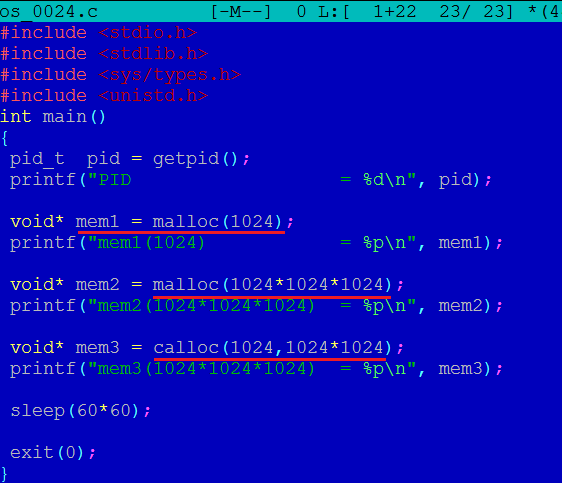 os_0024.c          [-M--]  0 L:[  1+22  23/ 23] *(4
#include <stdio.h>
#include <stdlib.h>
#include <sys/types.h>
#include <unistd.h>
int main()
{
 pid_t  pid = getpid();
 printf("PID                    = %d\n", pid);
 void* mem1 = malloc(1024);
 printf("mem1(1024)             = %p\n", mem1);
 void* mem2 = malloc(1024*1024*1024);
 printf("mem2(1024*1024*1024)  = %p\n", mem2);
 void* mem3 = calloc(1024,1024*1024);
 printf("mem3(1024*1024*1024)  = %p\n", mem3);
 sleep(60*60);
 exit(0);
}